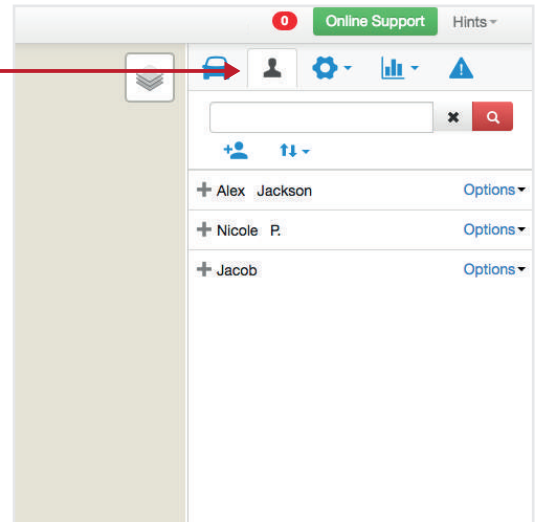 0 Online Support Hints
Alex Jackson Options
Nicole P. Options
Jacob Options